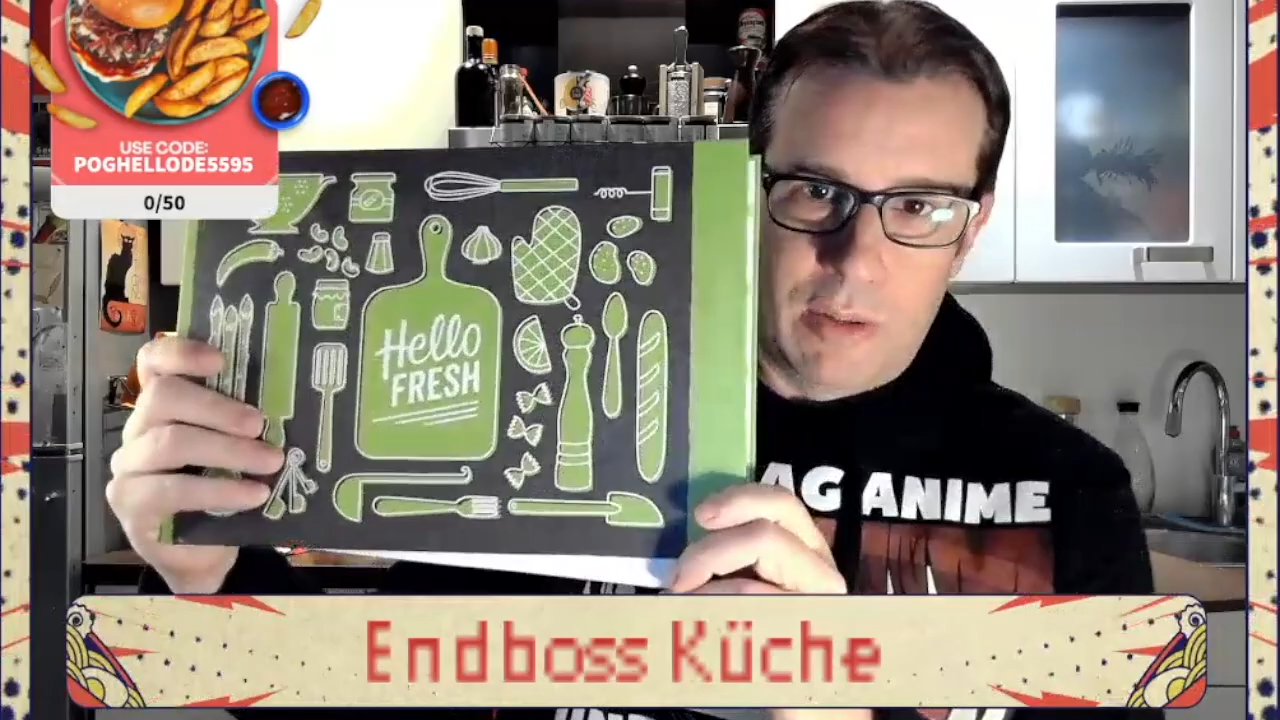 USE CODE:
POGHELLODE5595
0/50
Hello
FRESH
AG ANIME
Endboss Küche